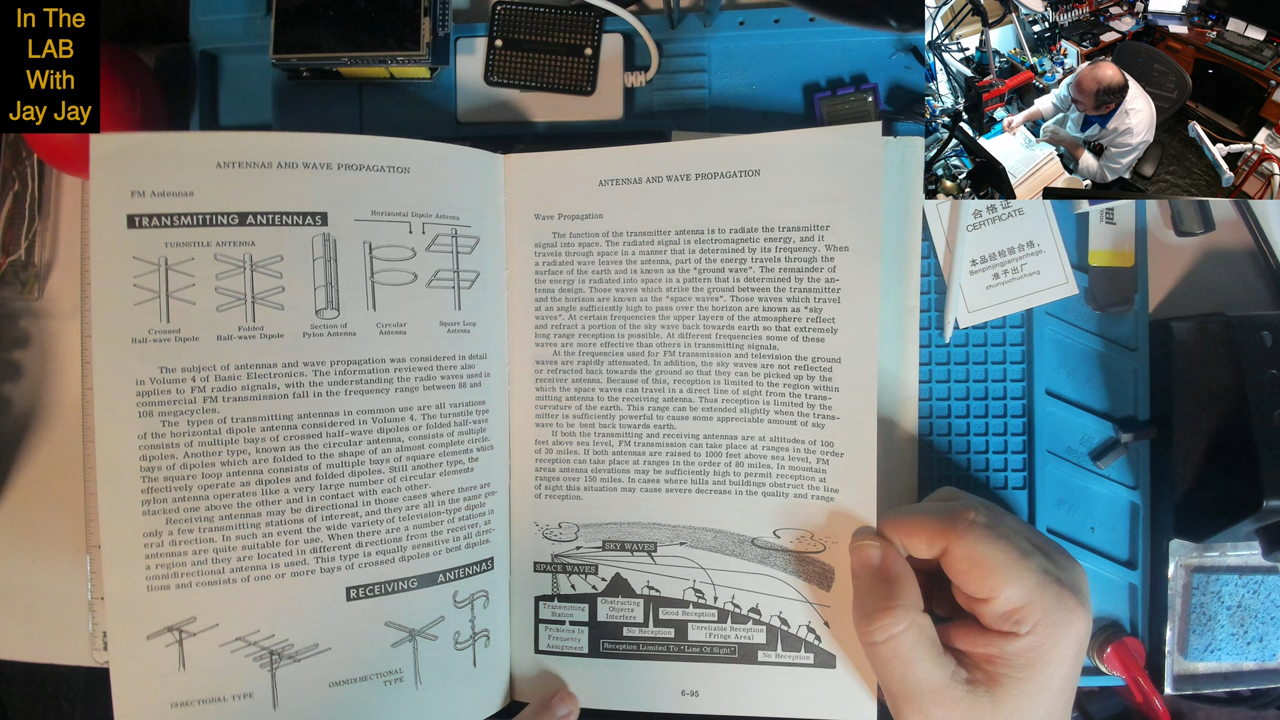 In The
LAB
With
Jay Jay
ANTENNAS AND WAVE PROPAGATION
FM Antennas
TRANSMITTING ANTENNAS
Horizontal Dipole Antenna
TURNSTILE ANTENNA
Crossed
Half-wave Dipole
Folded
Half-wave Dipole
Section of
Pylon Antenna
Circular
Antenna
Square Loop
Antenna
The subject of antennas and wave propagation was considered in detail
in Volume 4 of Basic Electronics. The information reviewed there also
applies to FM radio signals, with the understanding the radio waves used in
commercial FM transmission fall in the frequency range between 88 and
108 megacycles.
The types of transmitting antennas in common use are all variations
of the horizontal dipole antenna considered in Volume 4. The turnstile type
consists of multiple bays of crossed half-wave dipoles or folded half-wave
dipoles. Another type, known as the circular antenna, consists of multiple
bays of dipoles which are folded to the shape of an almost complete circle.
The square loop antenna consists of multiple bays of square elements which
effectively operate as dipoles and folded dipoles. Still another type, the
pylon antenna operates like a very large number of circular elements
stacked one above the other and in contact with each other.
Receiving antennas may be directional in those cases where there are
only a few transmitting stations of interest, and they are all in the same gen-
eral direction. In such an event the wide variety of television-type dipole
antennas are quite suitable for use. When there are a number of stations in
a region and they are located in different directions from the receiver, an
omnidirectional antenna is used. This type is equally sensitive in all direc-
tions and consists of one or more bays of crossed dipoles or bent dipoles.
RECEIVING ANTENNAS
DIRECTIONAL TYPE
OMNIDIRECTIONAL
TYPE
ANTENNAS AND WAVE PROPAGATION
Wave Propagation
The function of the transmitter antenna is to radiate the transmitter
signal into space. The radiated signal is electromagnetic energy, and it
travels through space in a manner that is determined by its frequency. When
a radiated wave leaves the antenna, part of the energy travels through the
surface of the earth and is known as the "ground wave". The remainder of
the energy is radiated into space in a pattern that is determined by the an-
tenna design. Those waves which strike the ground between the transmitter
and the horizon are known as the "space waves". Those waves which travel
at an angle sufficiently high to pass over the horizon are known as "sky
waves". At certain frequencies the upper layers of the atmosphere reflect
and refract a portion of the sky wave back towards earth so that extremely
long range reception is possible. At different frequencies some of these
waves are more effective than others in transmitting signals.
At the frequencies used for FM transmission and television the ground
waves are rapidly attenuated. In addition, the sky waves are not reflected
or refracted back towards the ground so that they can be picked up by the
receiver antenna. Because of this, reception is limited to the region within
which the space waves can travel in a direct line of sight from the trans-
mitting antenna to the receiving antenna. Thus reception is limited by the
curvature of the earth. This range can be extended slightly when the trans-
mitter is sufficiently powerful to cause some appreciable amount of sky
wave to be bent back towards earth.
If both the transmitting and receiving antennas are at altitudes of 100
feet above sea level, FM transmission can take place at ranges in the order
of 30 miles. If both antennas are raised to 1000 feet above sea level, FM
reception can take place at ranges in the order of 80 miles. In mountain
areas antenna elevations may be sufficiently high to permit reception at
ranges over 150 miles. In cases where hills and buildings obstruct the line
of sight this situation may cause severe decrease in the quality and range
of reception.
SKY WAVES
SPACE WAVES
Transmitting
Station
Obstructing
Objects
Interfere
Good Reception
Problems In
Frequency
Assignment
No Reception
Unreliable Reception
(Fringe Area)
Reception Limited To "Line Of Sight"
No Reception
6-95
合格证
CERTIFICATE
本品经检验合格,
Benpinjingjianyanhege,
准予出厂
zhunyuchuchang
TOOL